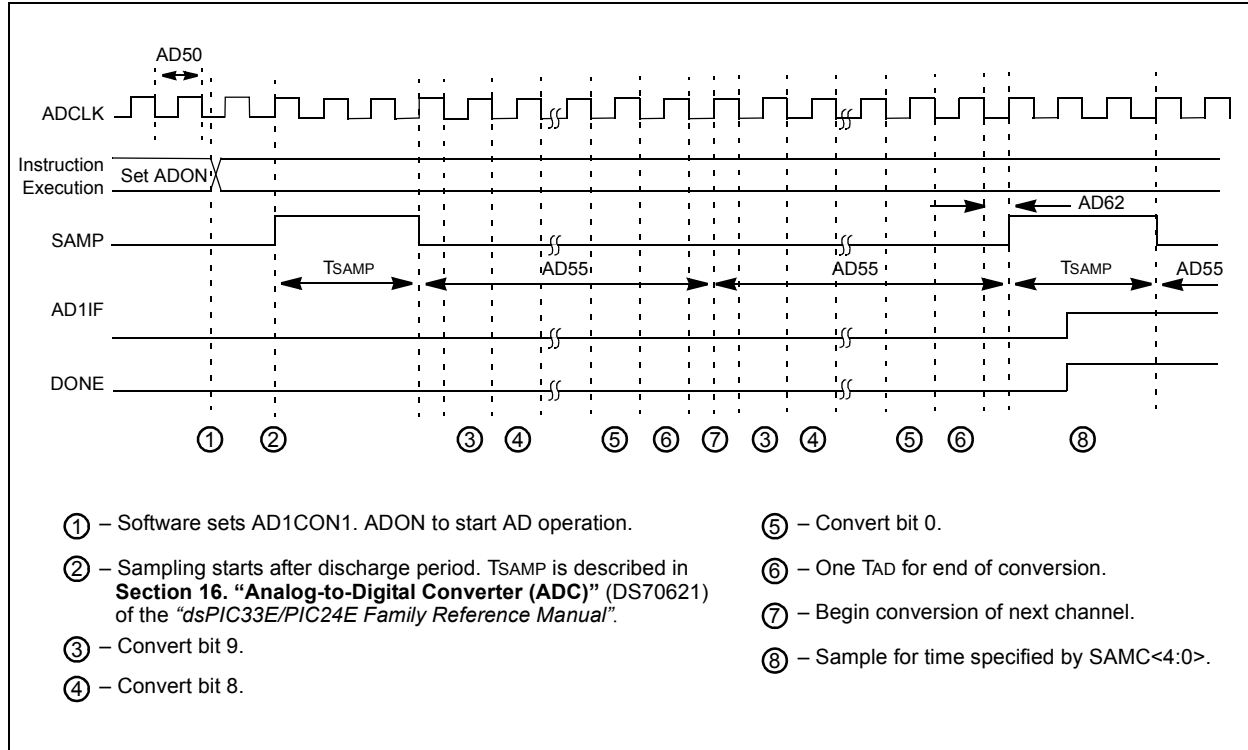 AD50
ADCLK
Instruction
Execution
Set ADON
AD62
SAMP
TSAMP
AD55
AD55
TSAMP
AD55
AD1IF
DONE
1 2 3 4 5 6 7 3 4 5 6 8
1 – Software sets AD1CON1. ADON to start AD operation.
2 – Sampling starts after discharge period. TSAMP is described in
Section 16. “Analog-to-Digital Converter (ADC)” (DS70621)
of the “dsPIC33E/PIC24E Family Reference Manual”.
3 – Convert bit 9.
4 – Convert bit 8.
5 – Convert bit 0.
6 – One TAD for end of conversion.
7 – Begin conversion of next channel.
8 – Sample for time specified by SAMC<4:0>.